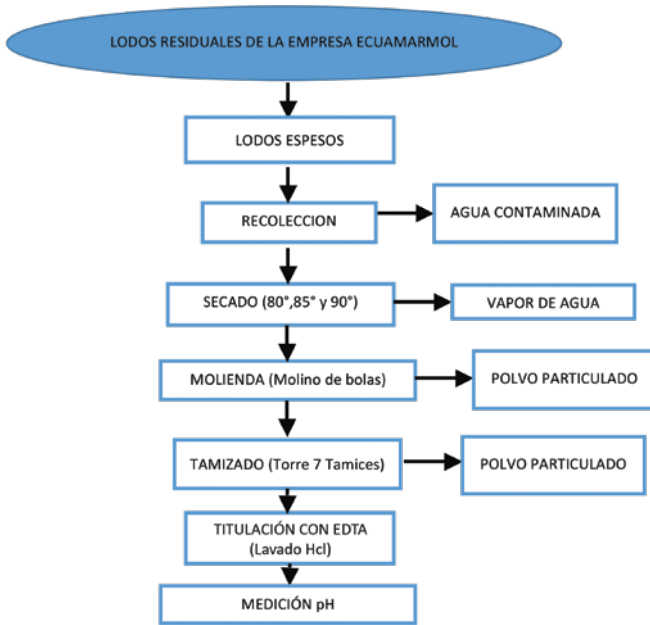 LODOS RESIDUALES DE LA EMPRESA ECUAMARMOL
LODOS ESPESOS
RECOLECCION
AGUA CONTAMINADA
SECADO (80°,85° y 90°)
VAPOR DE AGUA
MOLIENDA (Molino de bolas)
POLVO PARTICULADO
TAMIZADO (Torre 7 Tamices)
POLVO PARTICULADO
TITULACIÓN CON EDTA
(Lavado Hcl)
MEDICIÓN pH